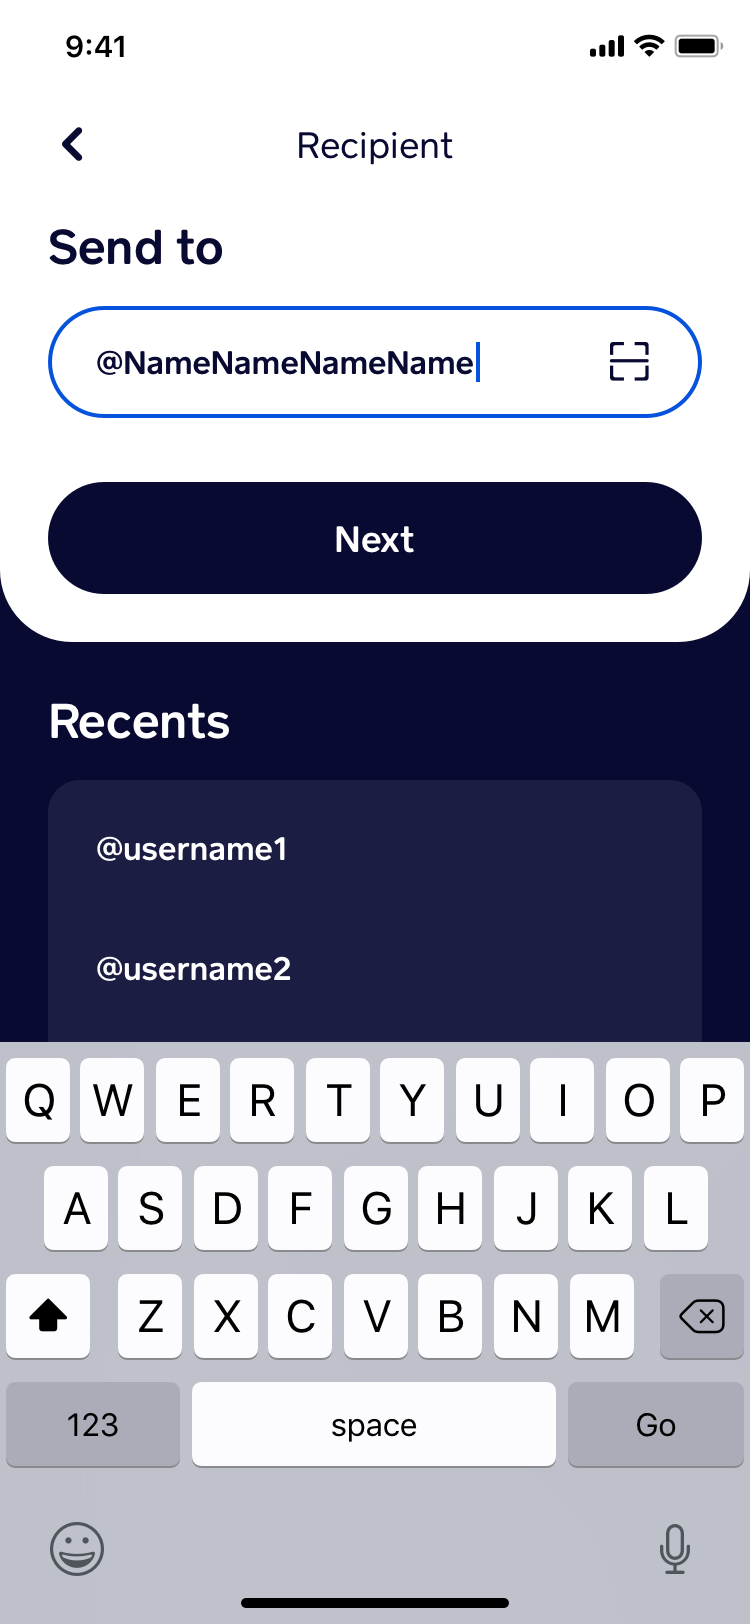 9:41
Recipient
Send to
@NameNameNameName
Next
Recents
@username1
@username2
Q W E R T Y U I O P
A S D F G H J K L
Z X C V B N M
123 space Go